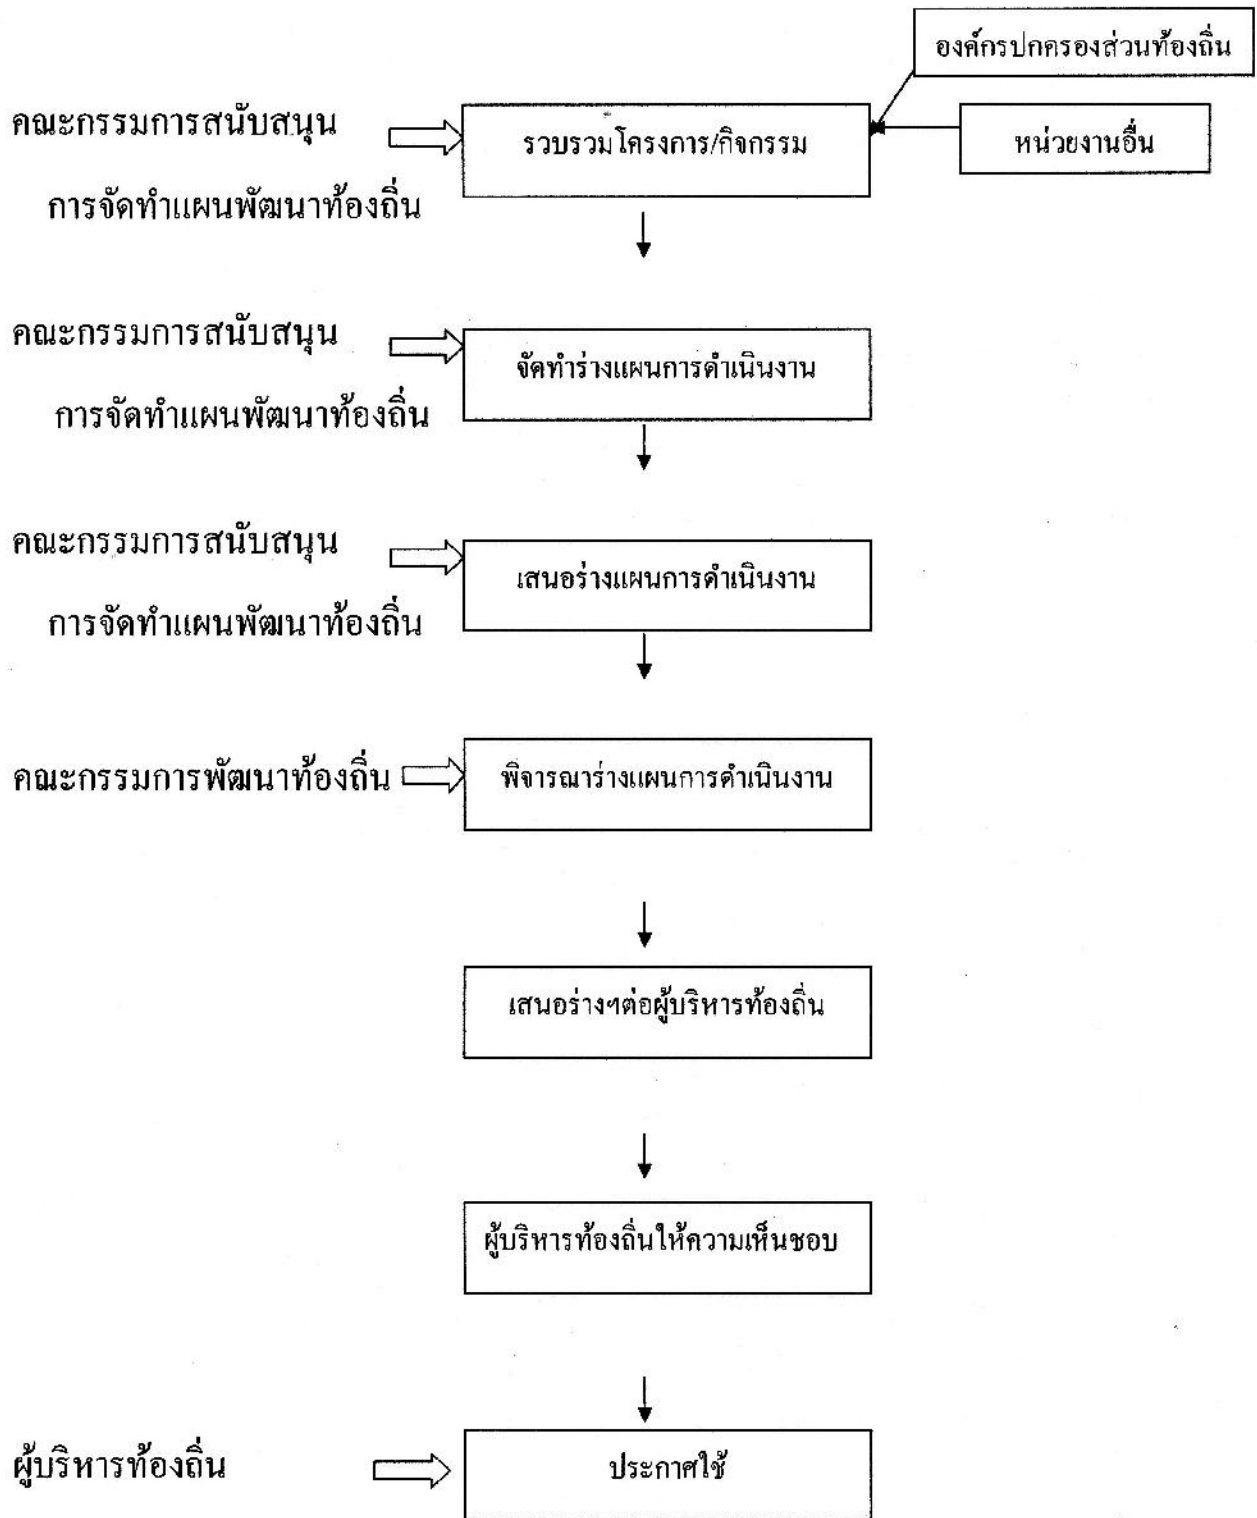 องค์กรปกครองส่วนท้องถิ่น
คณะกรรมการสนับสนุน
รวบรวมโครงการ/กิจกรรม
หน่วยงานอื่น
การจัดทำแผนพัฒนาท้องถิ่น
คณะกรรมการสนับสนุน
จัดทำร่างแผนการดำเนินงาน
การจัดทำแผนพัฒนาท้องถิ่น
คณะกรรมการสนับสนุน
เสนอร่างแผนการดำเนินงาน
การจัดทำแผนพัฒนาท้องถิ่น
คณะกรรมการพัฒนาท้องถิ่น
พิจารณาร่างแผนการดำเนินงาน
เสนอร่างฯต่อผู้บริหารท้องถิ่น
ผู้บริหารท้องถิ่นให้ความเห็นชอบ
ผู้บริหารท้องถิ่น
ประกาศใช้